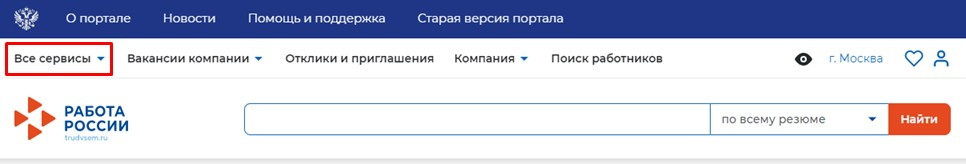 О портале Новости Помощь и поддержка Старая версия портала
Все сервисы Вакансии компании Отклики и приглашения Компания Поиск работников г. Москва
РАБОТА
РОССИИ
trudvsem.ru
по всему резюме Найти